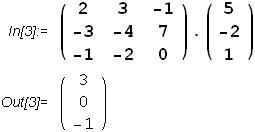 2 3 -1 5
In[3]:= -3 -4 7 . -2
-1 -2 0 1
3
Out[3]= 0
-1